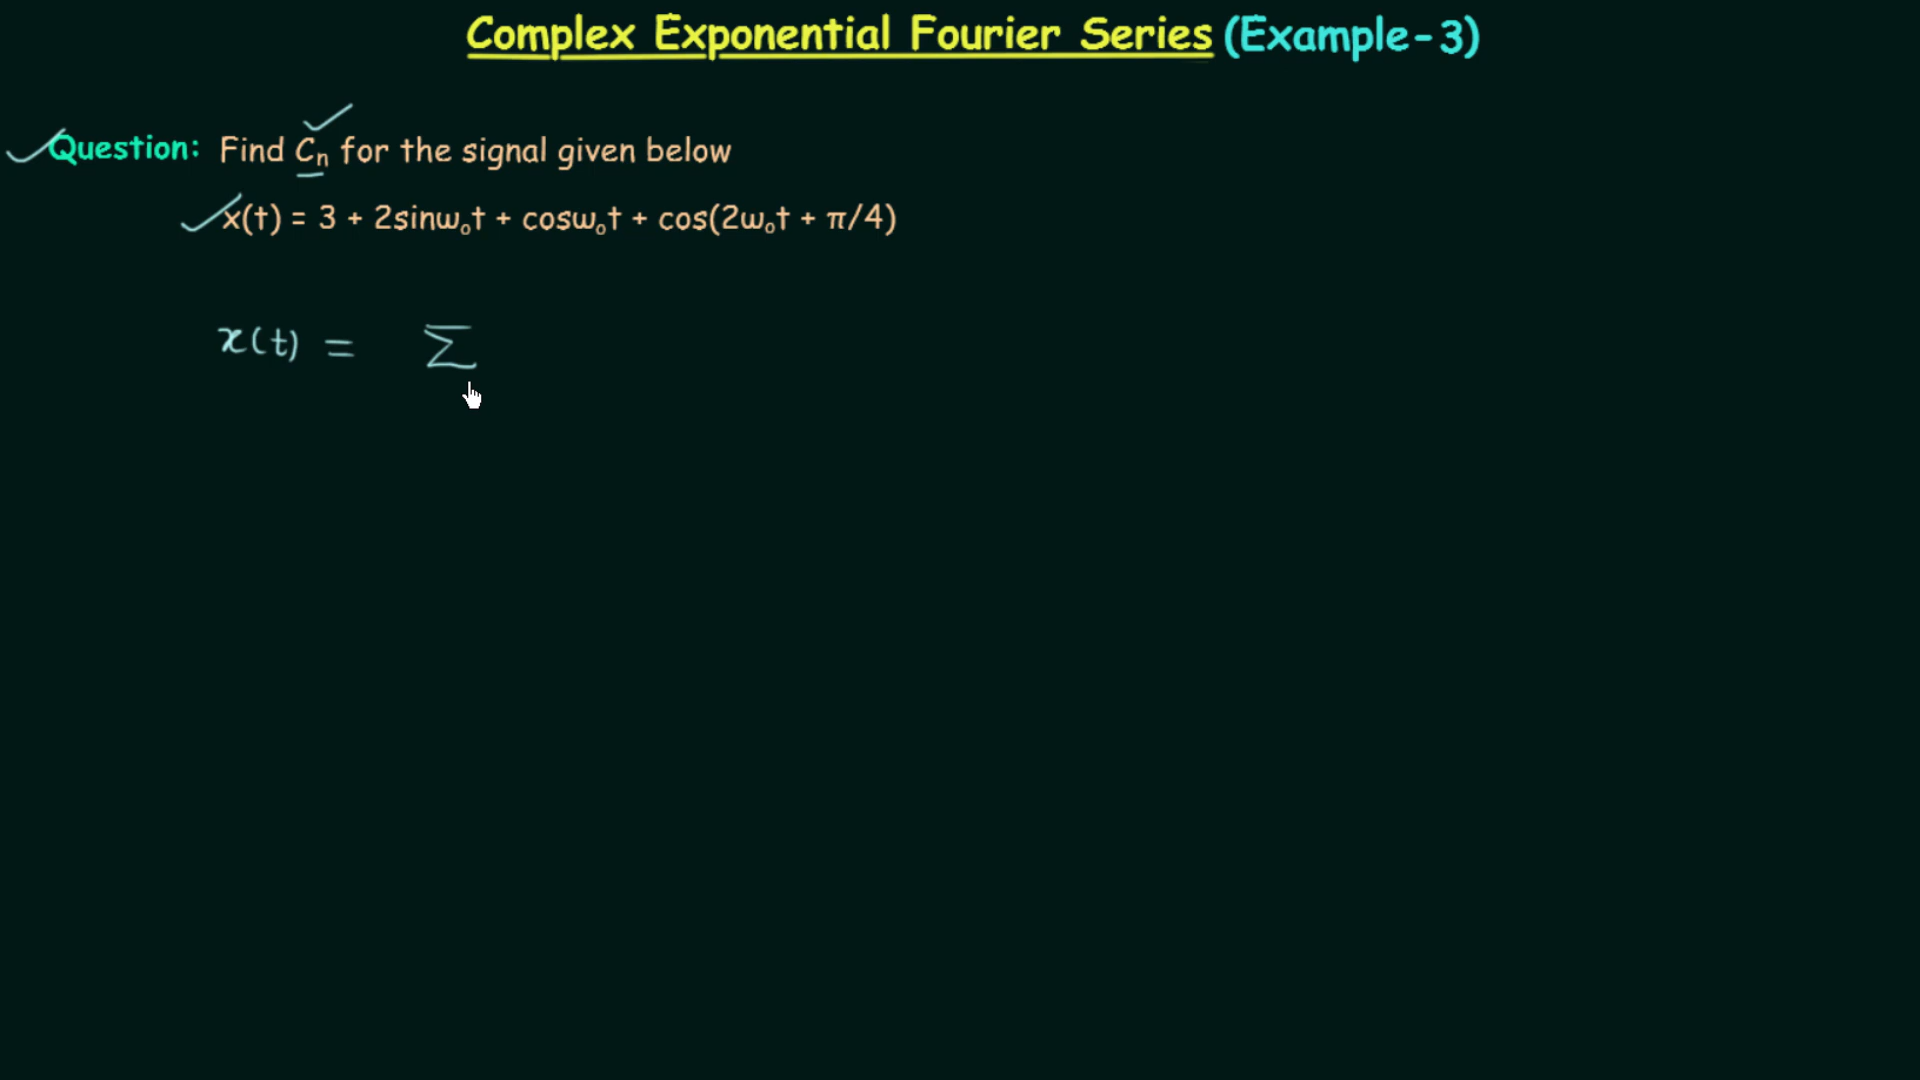 Complex Exponential Fourier Series (Example-3)
Question: Find Cₙ for the signal given below
x(t) = 3 + 2sinω₀t + cosω₀t + cos(2ω₀t + π/4)
x(t) = Σ